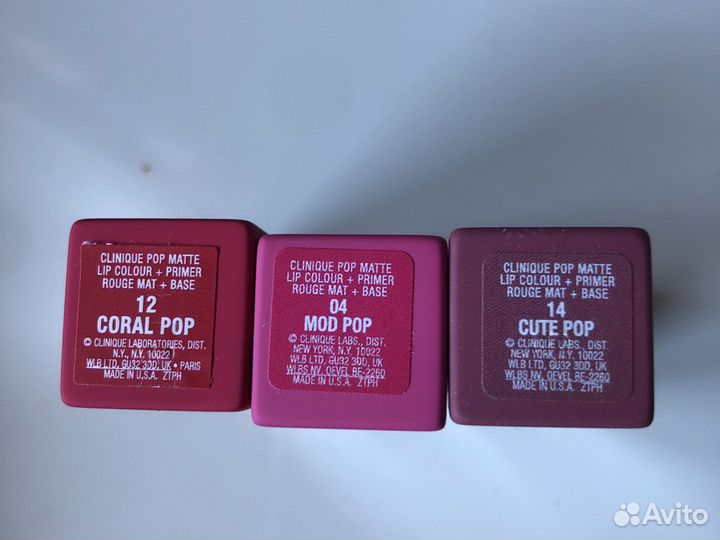 CLINIQUE POP MATTE
LIP COLOUR + PRIMER
ROUGE MAT + BASE
12
CORAL POP
© CLINIQUE LABORATORIES, DIST.
N.Y., N.Y. 10022
WLB LTD, GU32 3DD, UK • PARIS
MADE IN U.S.A. ZTPH
CLINIQUE POP MATTE
LIP COLOUR + PRIMER
ROUGE MAT + BASE
04
MOD POP
© CLINIQUE LABS., DIST.
NEW YORK, N.Y. 10022
WLB LTD, GU32 3DD, UK
WLBS NV, OEVEL BE-2260
MADE IN U.S.A. ZTPH
CLINIQUE POP MATTE
LIP COLOUR + PRIMER
ROUGE MAT + BASE
14
CUTE POP
© CLINIQUE LABS., DIST.
NEW YORK, N.Y. 10022
WLB LTD, GU32 3DD, UK
WLBS NV, OEVEL BE-2260
MADE IN U.S.A. ZTPH
Avito